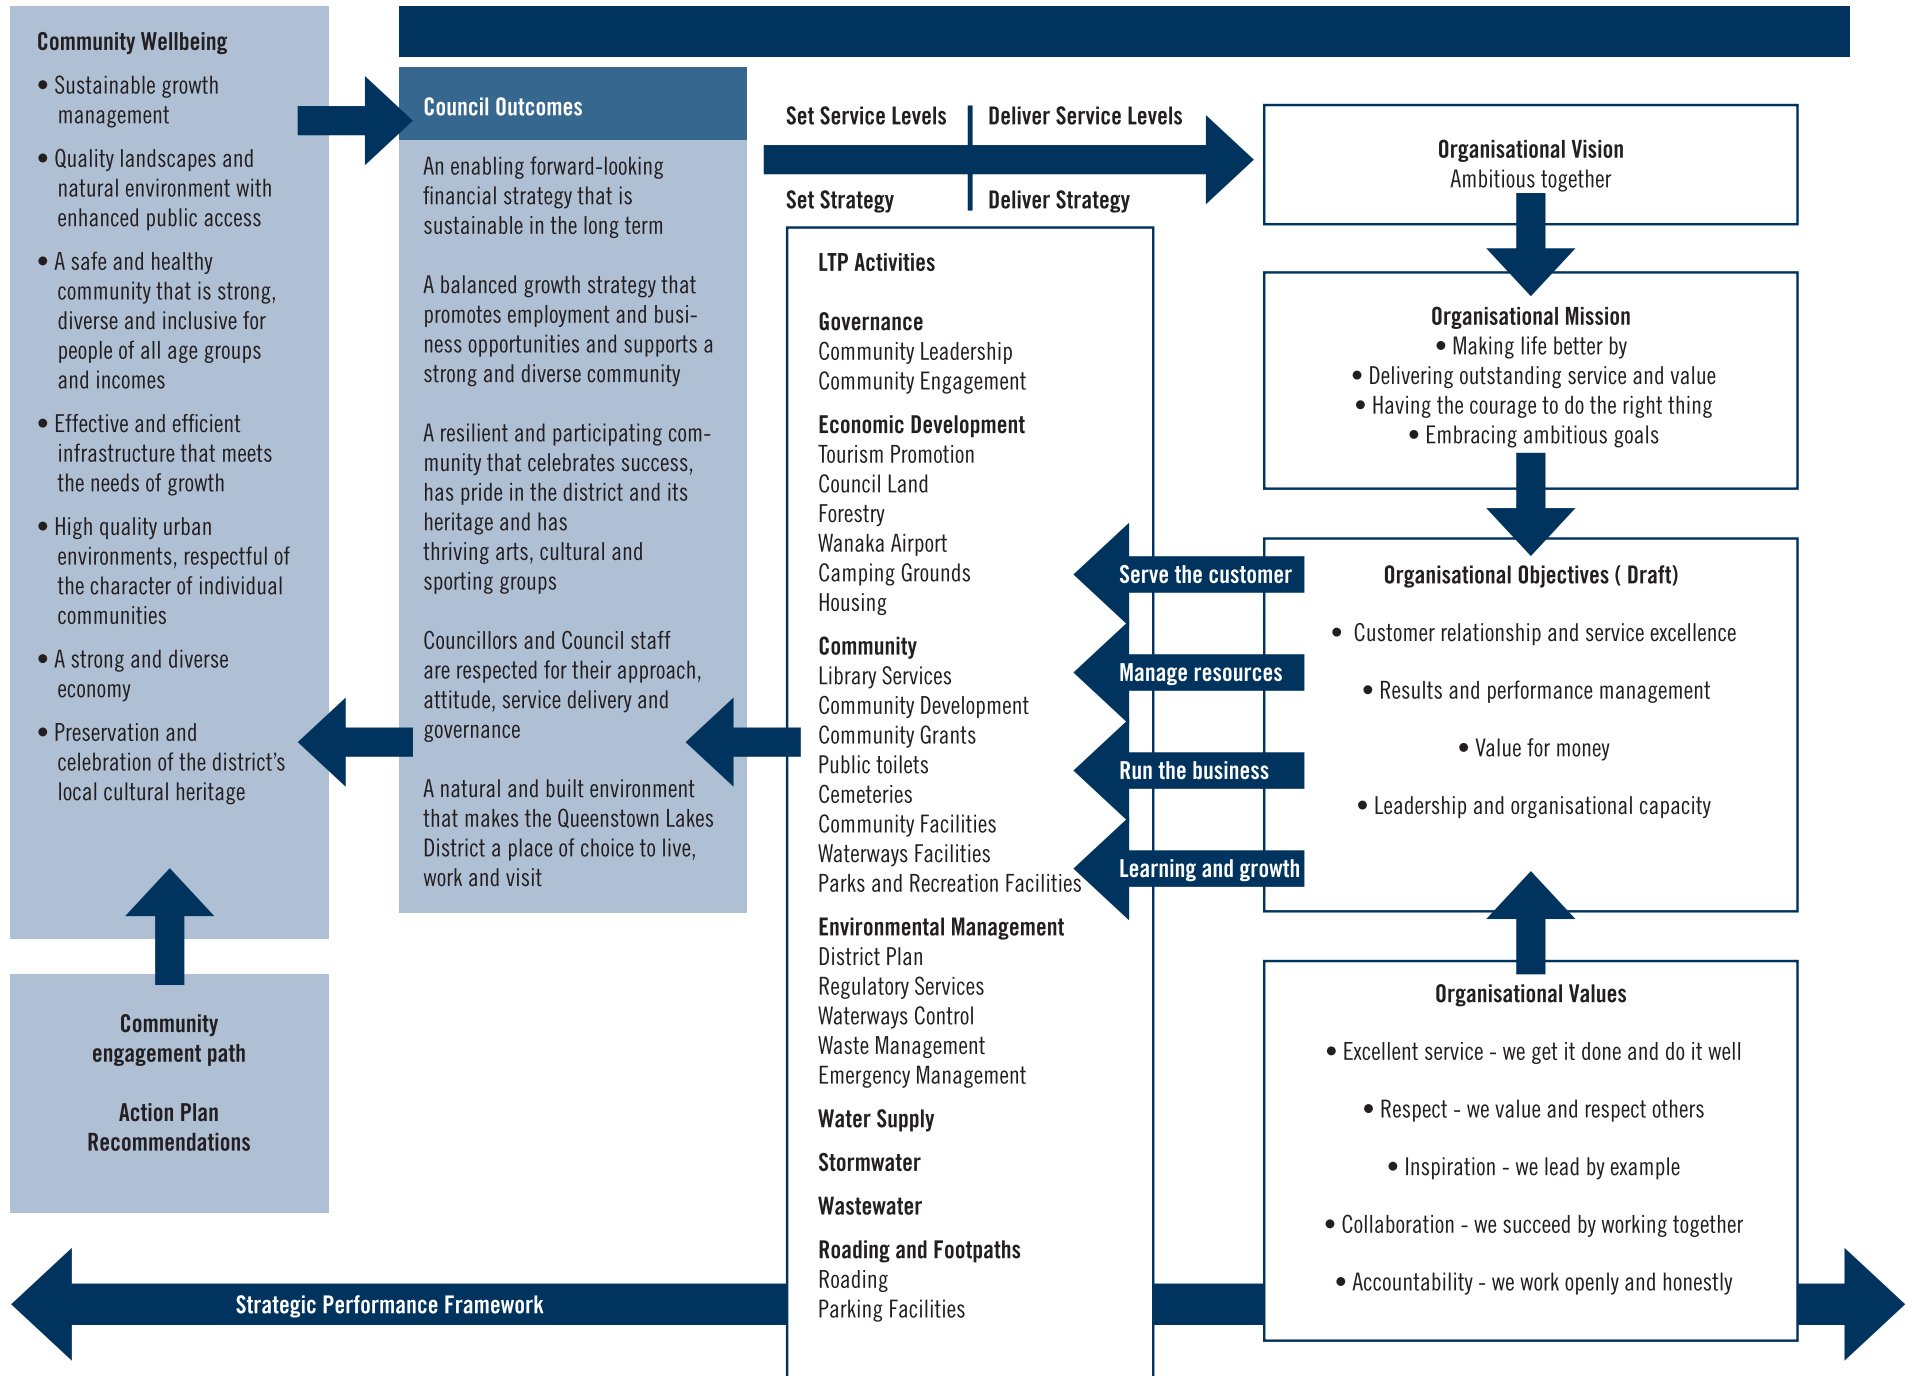 Community Wellbeing
• Sustainable growth
management
• Quality landscapes and
natural environment with
enhanced public access
• A safe and healthy
community that is strong,
diverse and inclusive for
people of all age groups
and incomes
• Effective and efficient
infrastructure that meets
the needs of growth
• High quality urban
environments, respectful of
the character of individual
communities
• A strong and diverse
economy
• Preservation and
celebration of the district's
local cultural heritage
Community
engagement path
Action Plan
Recommendations
Council Outcomes
An enabling forward-looking
financial strategy that is
sustainable in the long term
A balanced growth strategy that
promotes employment and busi-
ness opportunities and supports a
strong and diverse community
A resilient and participating com-
munity that celebrates success,
has pride in the district and its
heritage and has
thriving arts, cultural and
sporting groups
Councillors and Council staff
are respected for their approach,
attitude, service delivery and
governance
A natural and built environment
that makes the Queenstown Lakes
District a place of choice to live,
work and visit
Set Service Levels
Deliver Service Levels
Set Strategy
Deliver Strategy
LTP Activities
Governance
Community Leadership
Community Engagement
Economic Development
Tourism Promotion
Council Land
Forestry
Wanaka Airport
Camping Grounds
Housing
Community
Library Services
Community Development
Community Grants
Public toilets
Cemeteries
Community Facilities
Waterways Facilities
Parks and Recreation Facilities
Environmental Management
District Plan
Regulatory Services
Waterways Control
Waste Management
Emergency Management
Water Supply
Stormwater
Wastewater
Roading and Footpaths
Roading
Parking Facilities
Serve the customer
Manage resources
Run the business
Learning and growth
Organisational Vision
Ambitious together
Organisational Mission
• Making life better by
• Delivering outstanding service and value
• Having the courage to do the right thing
• Embracing ambitious goals
Organisational Objectives ( Draft)
• Customer relationship and service excellence
• Results and performance management
• Value for money
• Leadership and organisational capacity
Organisational Values
• Excellent service - we get it done and do it well
• Respect - we value and respect others
• Inspiration - we lead by example
• Collaboration - we succeed by working together
• Accountability - we work openly and honestly
Strategic Performance Framework